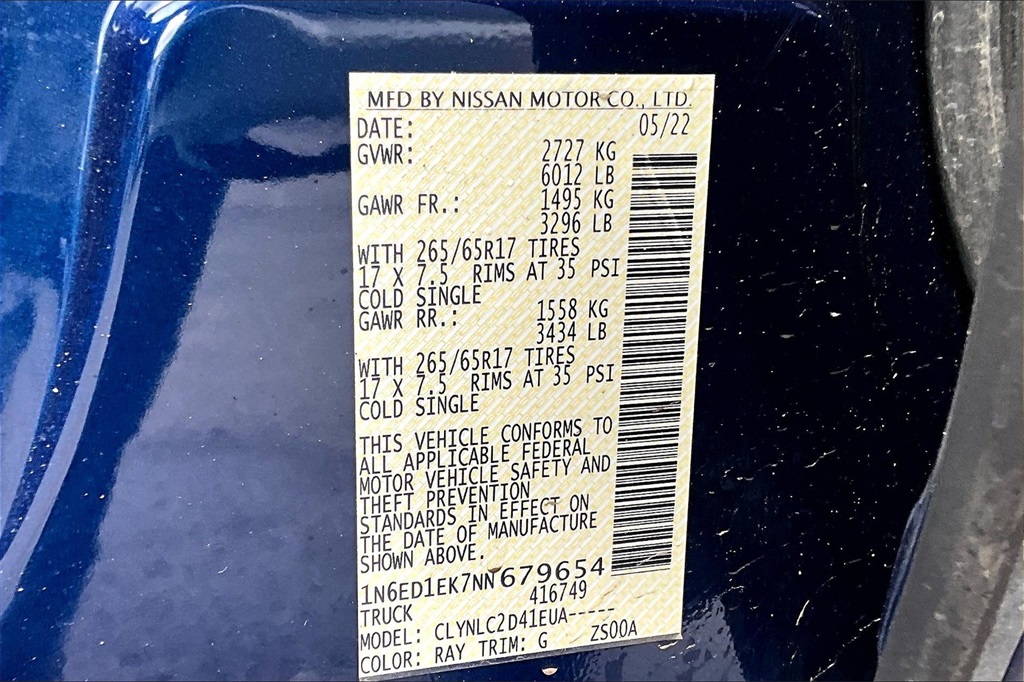 MFD BY NISSAN MOTOR CO., LTD.
DATE: 05/22
GVWR: 2727 KG
6012 LB
GAWR FR.: 1495 KG
3296 LB
WITH 265/65R17 TIRES
17 X 7.5 RIMS AT 35 PSI
COLD SINGLE
GAWR RR.: 1558 KG
3434 LB
WITH 265/65R17 TIRES
17 X 7.5 RIMS AT 35 PSI
COLD SINGLE
THIS VEHICLE CONFORMS TO
ALL APPLICABLE FEDERAL
MOTOR VEHICLE SAFETY AND
THEFT PREVENTION
STANDARDS IN EFFECT ON
THE DATE OF MANUFACTURE
SHOWN ABOVE.
1N6ED1EK7NN679654
TRUCK 416749
MODEL: CLYNLC2D41EUA-----
COLOR: RAY TRIM: G ZS00A